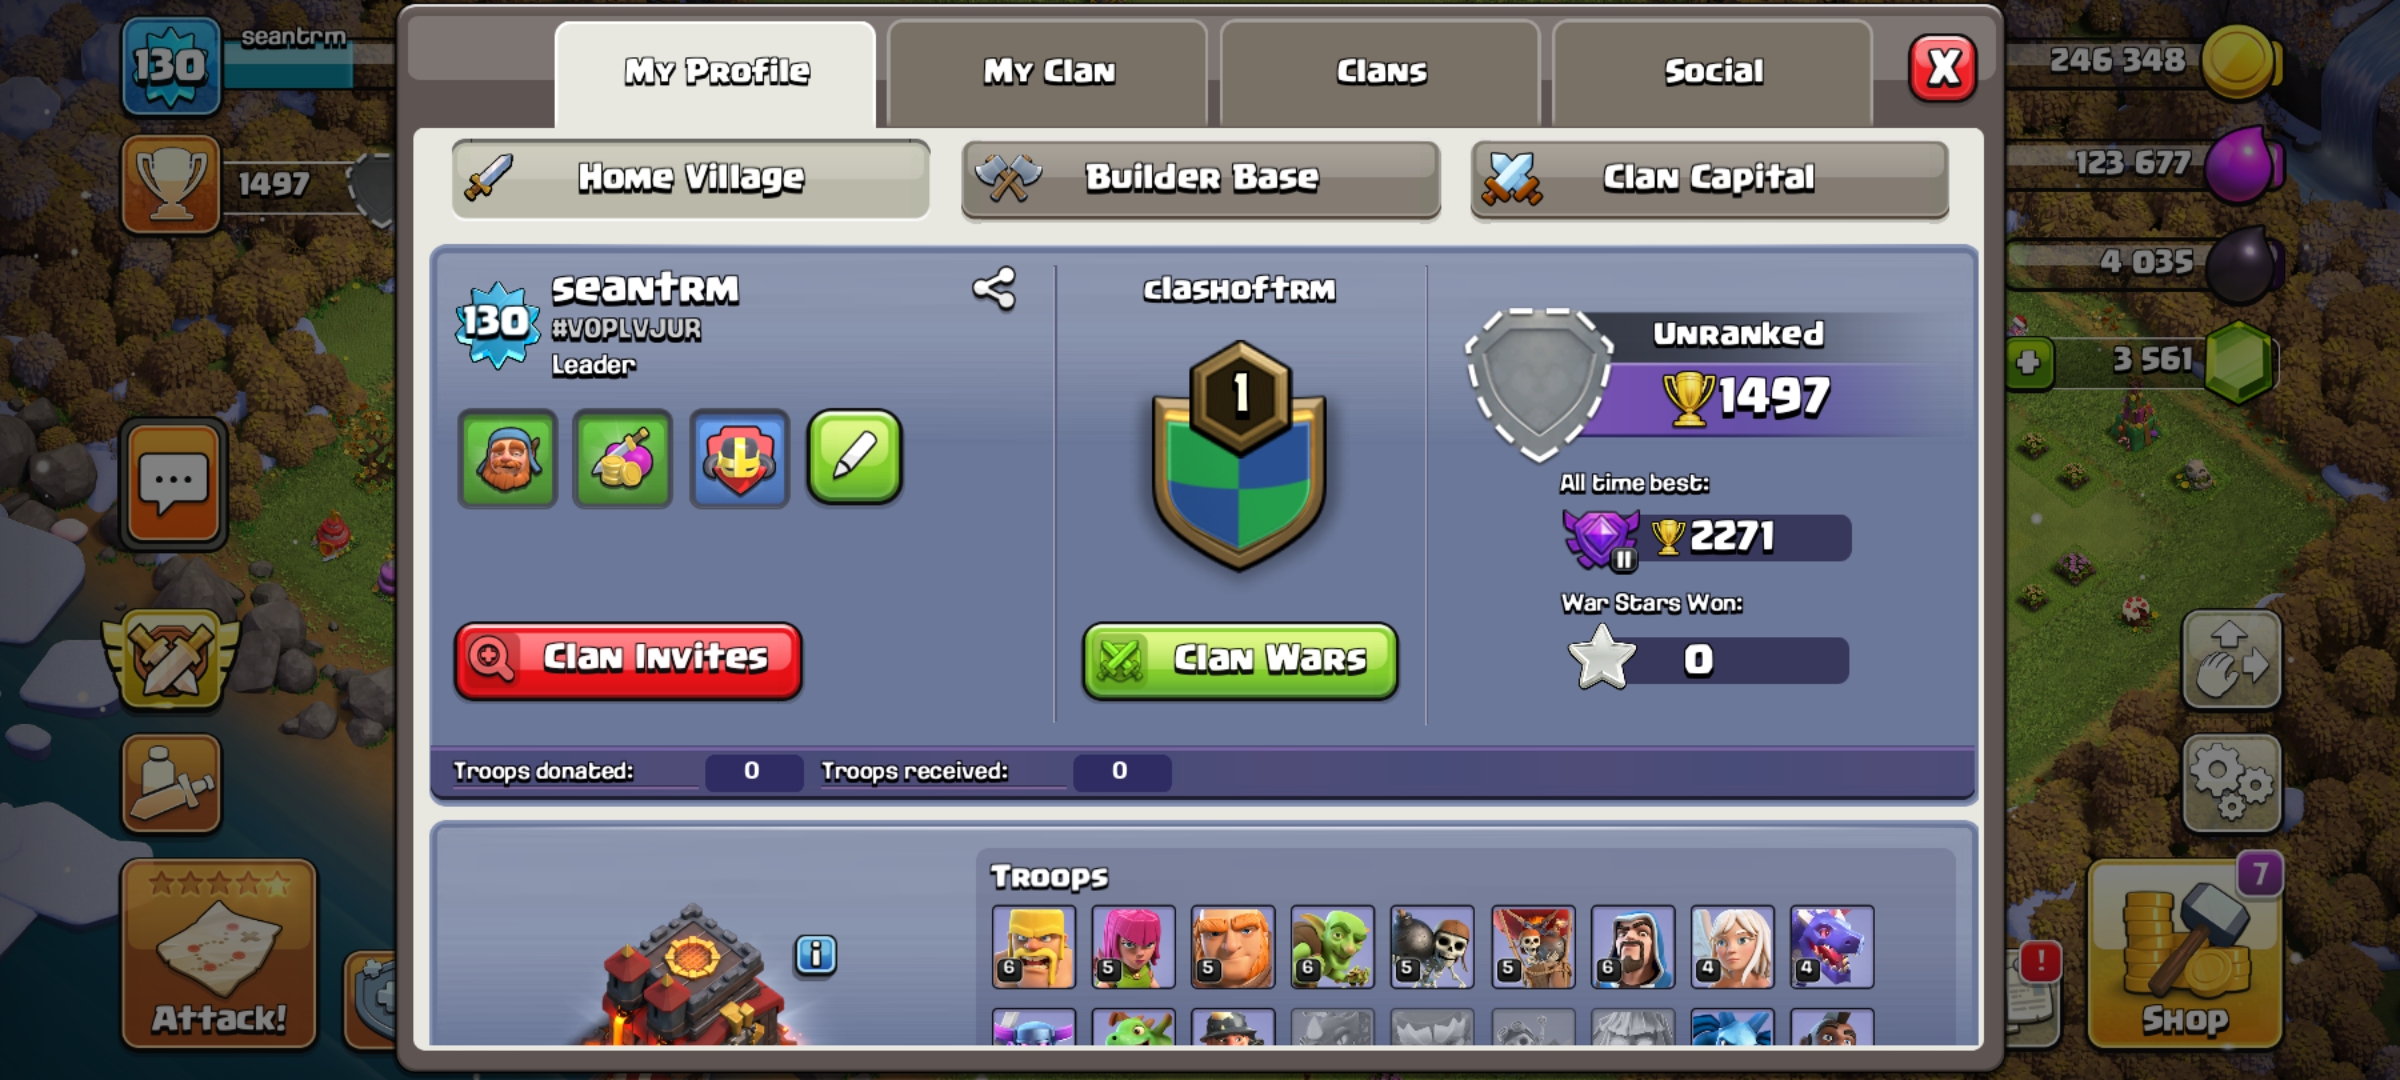 130
seantrm
1497
My Profile
My Clan
Clans
Social
X
246 348
123 677
4 035
3 561
Home Village
Builder Base
Clan Capital
130
seantrm
#V0PLVJUR
Leader
clashoftrm
1
Unranked
1497
All time best:
2271
War Stars Won:
0
Clan Invites
Clan Wars
Troops donated:
0
Troops received:
0
Troops
6
5
5
6
5
5
6
4
4
i
Attack!
!
7
Shop